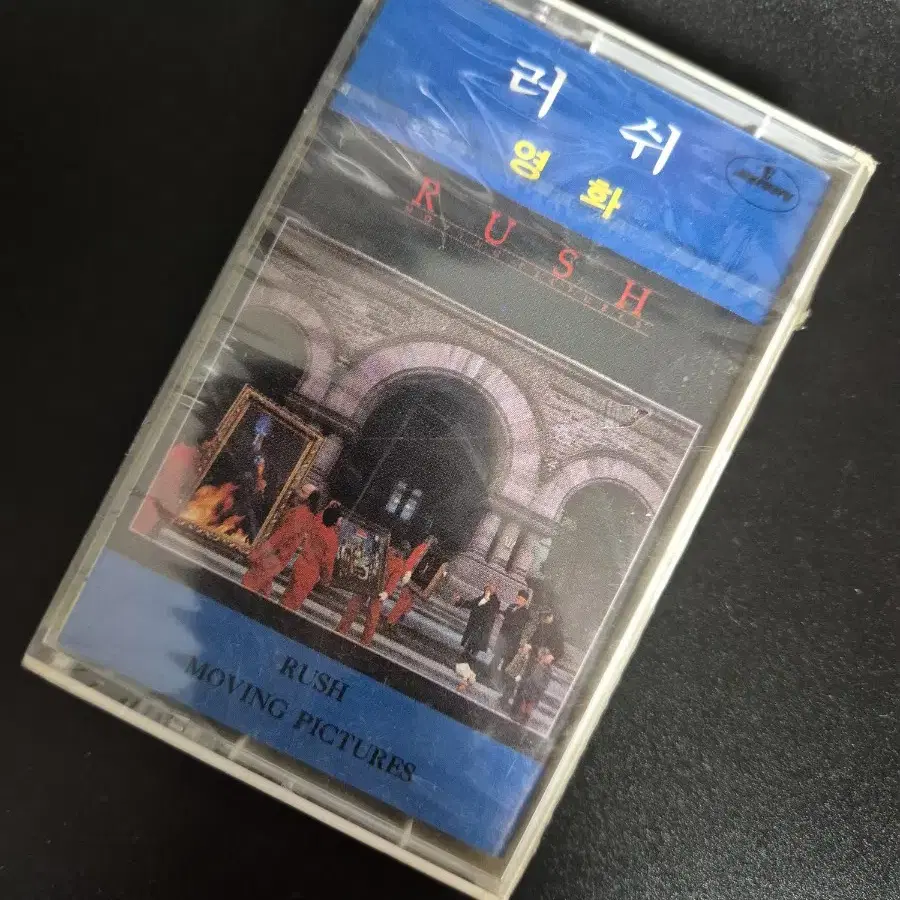 러 쉬
영 화
RUSH
RUSH
MOVING PICTURES